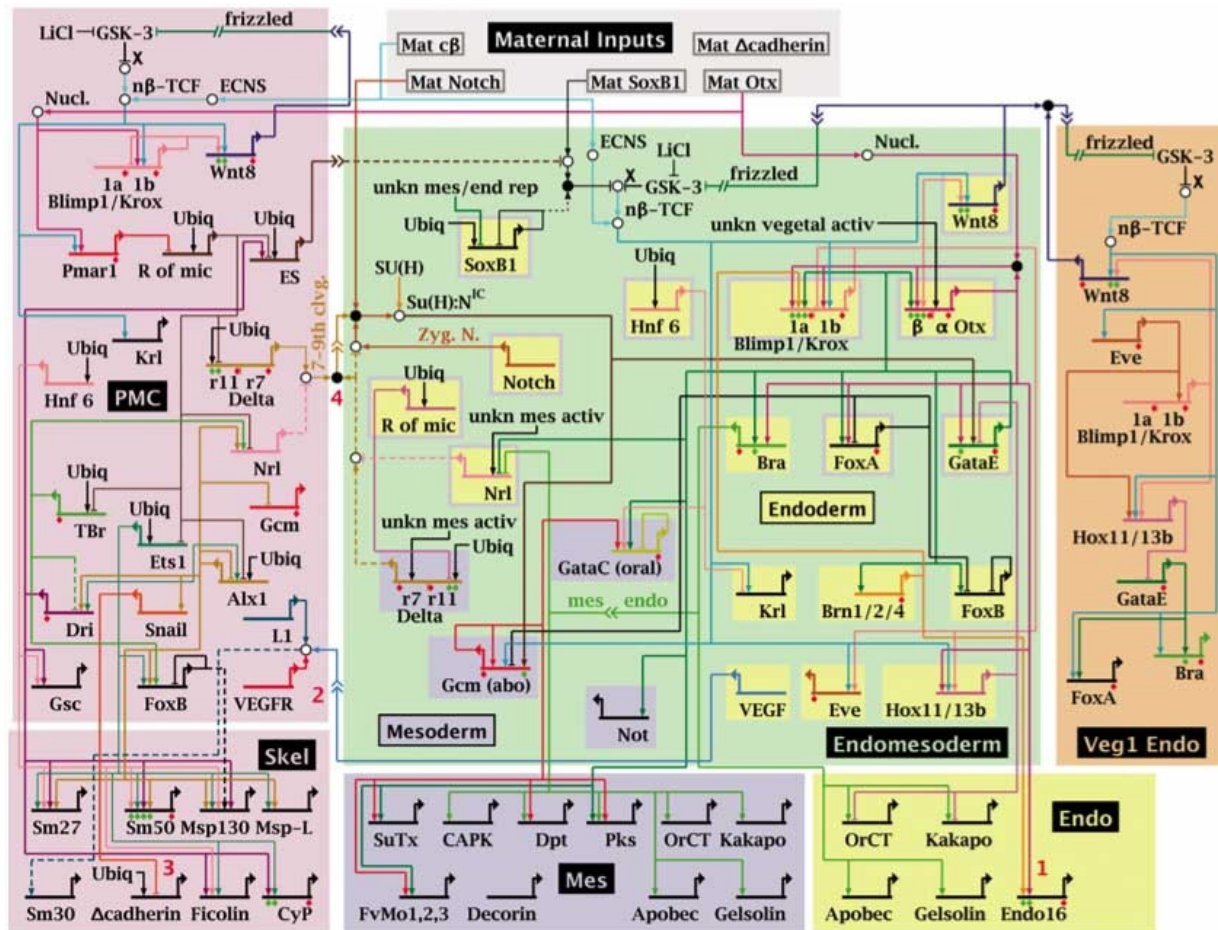 Maternal Inputs
Mat cβ
Mat Δcadherin
Mat Notch
Mat SoxB1
Mat Otx
LiCl
GSK-3
frizzled
X
nβ-TCF
ECNS
Nucl.
Wnt8
1a 1b
Blimp1/Krox
Ubiq
Ubiq
Pmar1
R of mic
ES
Krl
Ubiq
r11 r7
Delta
Ubiq
Hnf 6
PMC
Nrl
TBr
Ubiq
Gcm
Ubiq
Ets1
Ubiq
Alx1
Dri
Snail
L1
Gsc
FoxB
VEGFR
2
7-9th clvg.
4
ECNS
LiCl
X
GSK-3
frizzled
Nucl.
nβ-TCF
unkn mes/end rep
Ubiq
SoxB1
unkn vegetal activ
Wnt8
SU(H)
Su(H):N^IC
Ubiq
Hnf 6
1a 1b
Blimp1/Krox
β α Otx
Zyg. N.
Notch
Ubiq
R of mic
unkn mes activ
Nrl
Bra
FoxA
GataE
Endoderm
unkn mes activ
Ubiq
r7 r11
Delta
GataC (oral)
mes
endo
Krl
Brn1/2/4
FoxB
Gcm (abo)
Not
VEGF
Eve
Hox11/13b
Mesoderm
Endomesoderm
frizzled
GSK-3
X
nβ-TCF
Wnt8
Eve
1a 1b
Blimp1/Krox
Hox11/13b
GataE
FoxA
Bra
Veg1 Endo
Skel
Sm27
Sm50
Msp130
Msp-L
3
Ubiq
Sm30
Δcadherin
Ficolin
CyP
SuTx
CAPK
Dpt
Pks
OrCT
Kakapo
Mes
FvMo1,2,3
Decorin
Apobec
Gelsolin
Endo
OrCT
Kakapo
1
Apobec
Gelsolin
Endo16